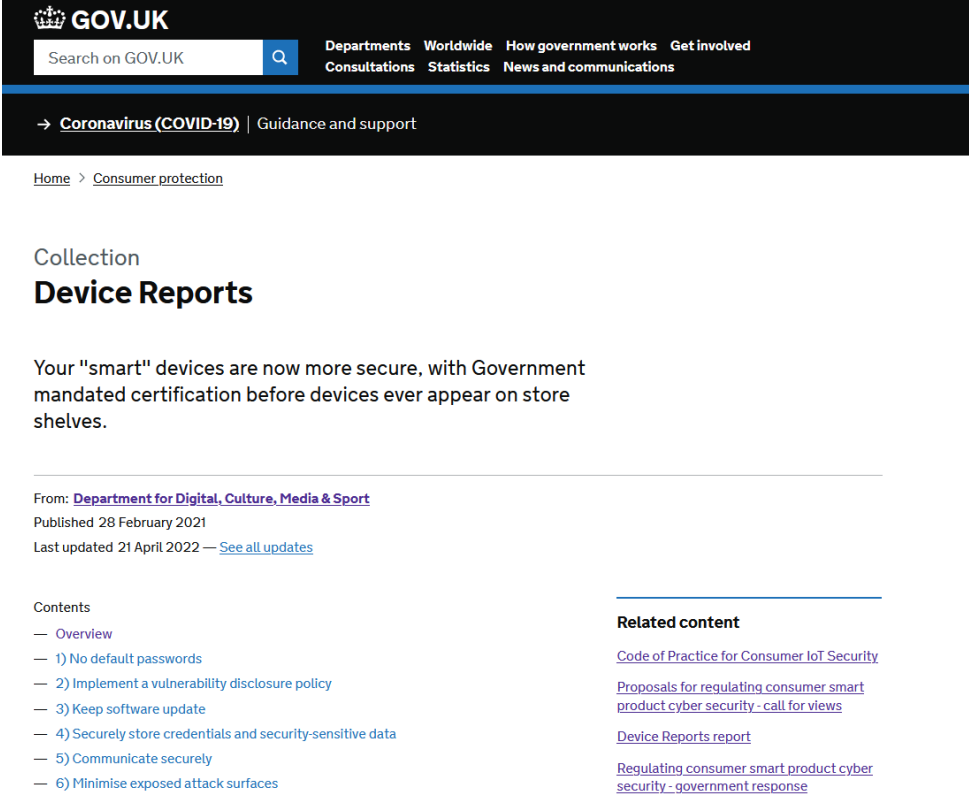 GOV.UK
Search on GOV.UK
Departments Worldwide How government works Get involved
Consultations Statistics News and communications
→ Coronavirus (COVID-19) | Guidance and support
Home > Consumer protection
Collection
Device Reports
Your "smart" devices are now more secure, with Government
mandated certification before devices ever appear on store
shelves.
From: Department for Digital, Culture, Media & Sport
Published 28 February 2021
Last updated 21 April 2022 — See all updates
Contents
— Overview
— 1) No default passwords
— 2) Implement a vulnerability disclosure policy
— 3) Keep software update
— 4) Securely store credentials and security-sensitive data
— 5) Communicate securely
— 6) Minimise exposed attack surfaces
Related content
Code of Practice for Consumer IoT Security
Proposals for regulating consumer smart
product cyber security - call for views
Device Reports report
Regulating consumer smart product cyber
security - government response